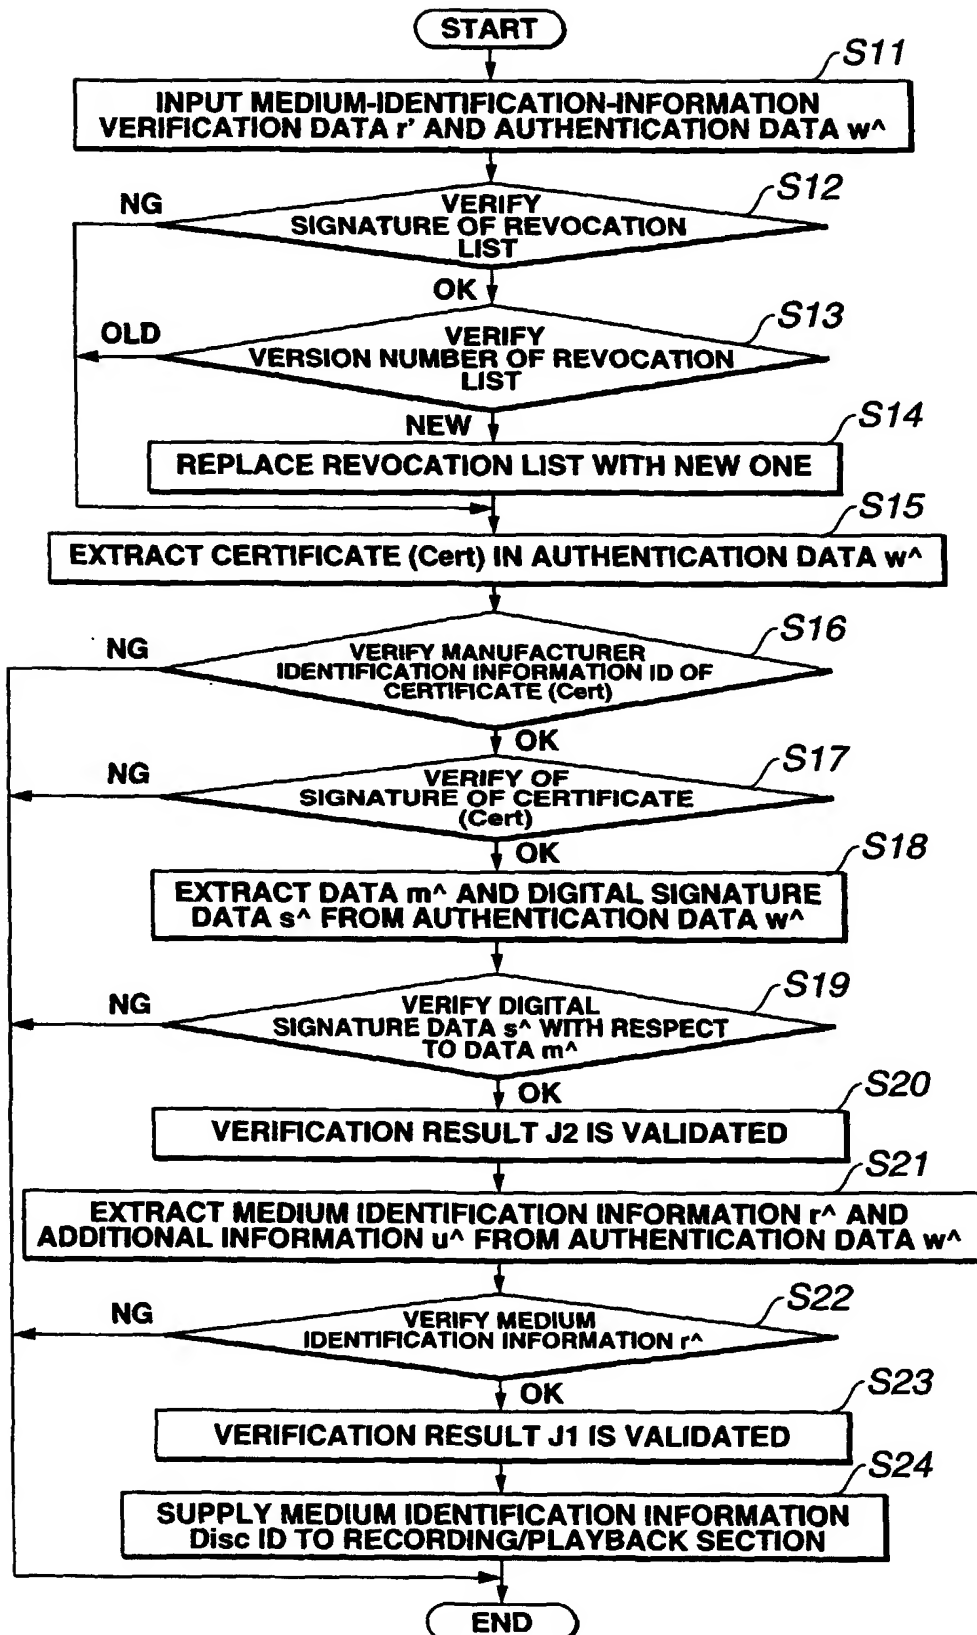 START
S11
INPUT MEDIUM-IDENTIFICATION-INFORMATION
VERIFICATION DATA r' AND AUTHENTICATION DATA w^
S12
NG
VERIFY
SIGNATURE OF REVOCATION
LIST
OK
S13
OLD
VERIFY
VERSION NUMBER OF REVOCATION
LIST
NEW
S14
REPLACE REVOCATION LIST WITH NEW ONE
S15
EXTRACT CERTIFICATE (Cert) IN AUTHENTICATION DATA w^
S16
NG
VERIFY MANUFACTURER
IDENTIFICATION INFORMATION ID OF
CERTIFICATE (Cert)
OK
S17
NG
VERIFY OF
SIGNATURE OF CERTIFICATE
(Cert)
OK
S18
EXTRACT DATA m^ AND DIGITAL SIGNATURE
DATA s^ FROM AUTHENTICATION DATA w^
S19
NG
VERIFY DIGITAL
SIGNATURE DATA s^ WITH RESPECT
TO DATA m^
OK
S20
VERIFICATION RESULT J2 IS VALIDATED
S21
EXTRACT MEDIUM IDENTIFICATION INFORMATION r^ AND
ADDITIONAL INFORMATION u^ FROM AUTHENTICATION DATA w^
S22
NG
VERIFY MEDIUM
IDENTIFICATION INFORMATION r^
OK
S23
VERIFICATION RESULT J1 IS VALIDATED
S24
SUPPLY MEDIUM IDENTIFICATION INFORMATION
Disc ID TO RECORDING/PLAYBACK SECTION
END